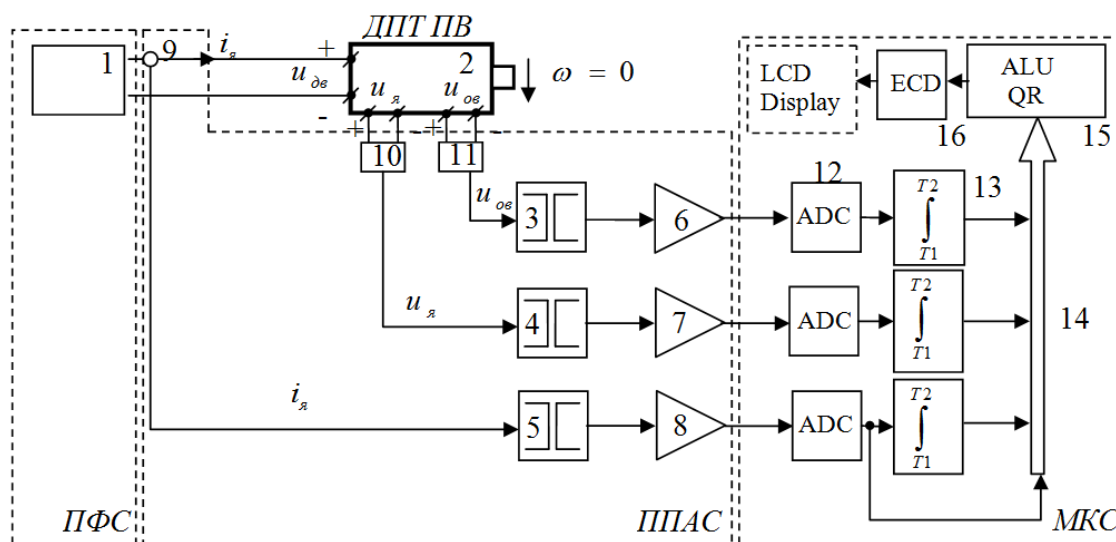 ДПТ ПВ
1
9
i я
+
2
ω = 0
u дв
u я
u ов
-
+
-
+
-
10
11
LCD
Display
ECD
ALU
QR
16
15
12
13
u ов
3
6
ADC
T2
∫
T1
u я
4
7
ADC
T2
∫
T1
14
i я
5
8
ADC
T2
∫
T1
ПФС
ППАС
МКС